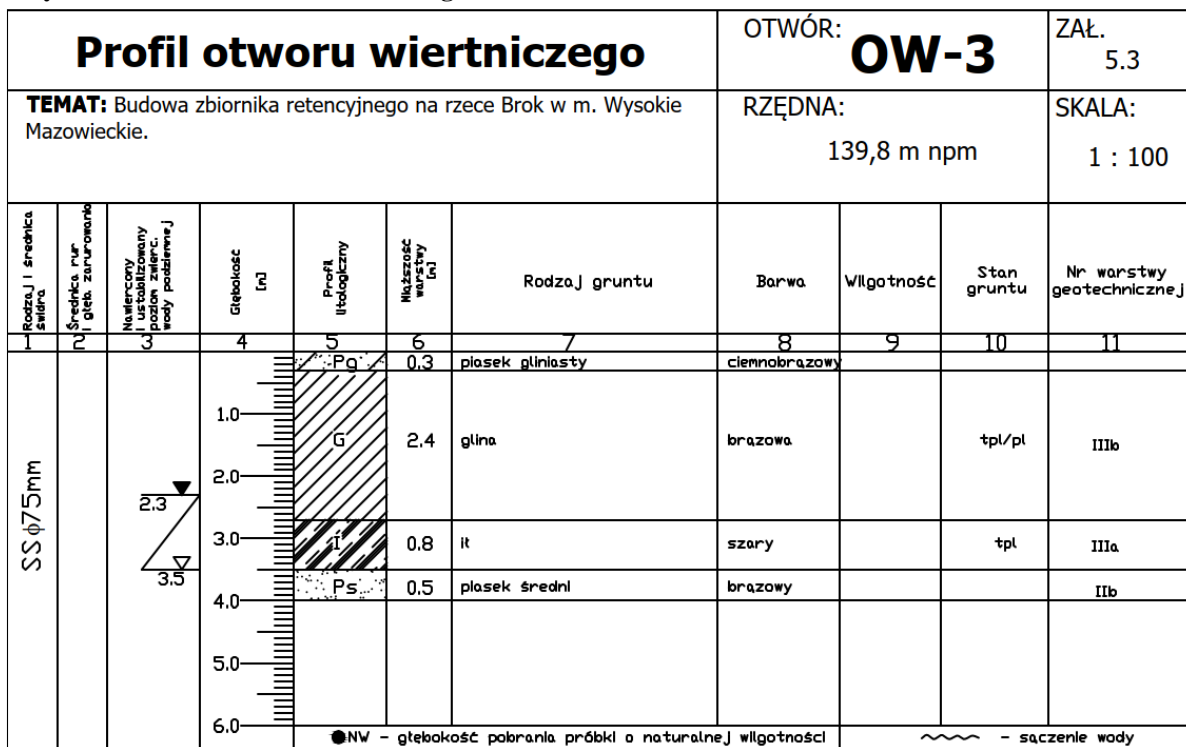 Profil otworu wiertniczego
OTWÓR:
OW-3
ZAŁ.
5.3
TEMAT: Budowa zbiornika retencyjnego na rzece Brok w m. Wysokie
Mazowieckie.
RZĘDNA:
139,8 m npm
SKALA:
1 : 100
Rodzaj i średnica
świdra
Średnica rur
i głęb. zarurowania
Nawiercony
i ustabilizowany
poziom zwierc.
wody podziemnej
Głębokość
[m]
Profil
litologiczny
Miąższość
warstwy
[m]
Rodzaj gruntu
Barwa
Wilgotność
Stan
gruntu
Nr warstwy
geotechnicznej
1 2 3 4 5 6 7 8 9 10 11
Pg 0.3 piasek gliniasty ciemnobrązowy
1.0
G 2.4 glina brązowa tpl/pl IIIb
2.0
2.3
SSϕ75mm
3.0
I 0.8 ił szary tpl IIIa
3.5
Ps 0.5 piasek średni brązowy IIb
4.0
5.0
6.0
NW - głębokość pobrania próbki o naturalnej wilgotności
- sączenie wody